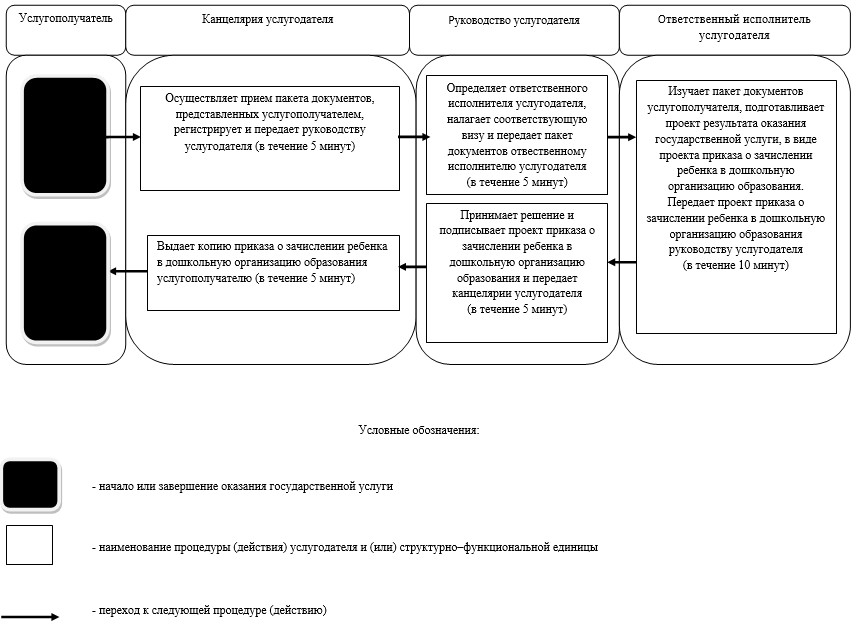 Услугополучатель
Канцелярия услугодателя
Руководство услугодателя
Ответственный исполнитель
услугодателя
Осуществляет прием пакета документов,
представленных услугополучателем,
регистрирует и передает руководству
услугодателя (в течение 5 минут)
Определяет ответственного
исполнителя услугодателя,
налагает соответствующую
визу и передает пакет
документов отвественному
исполнителю услугодателя
(в течение 5 минут)
Изучает пакет документов
услугополучателя, подготавливает
проект результата оказания
государственной услуги, в виде
проекта приказа о зачислении
ребенка в дошкольную
организацию образования.
Передает проект приказа о
зачислении ребенка в дошкольную
организацию образования
руководству услугодателя
(в течение 10 минут)
Принимает решение и
подписывает проект приказа о
зачислении ребенка в
дошкольную организацию
образования и передает
канцелярии услугодателя
(в течение 5 минут)
Выдает копию приказа о зачислении ребенка
в дошкольную организацию образования
услугополучателю (в течение 5 минут)
Условные обозначения:
- начало или завершение оказания государственной услуги
- наименование процедуры (действия) услугодателя и (или) структурно–функциональной единицы
- переход к следующей процедуре (действию)